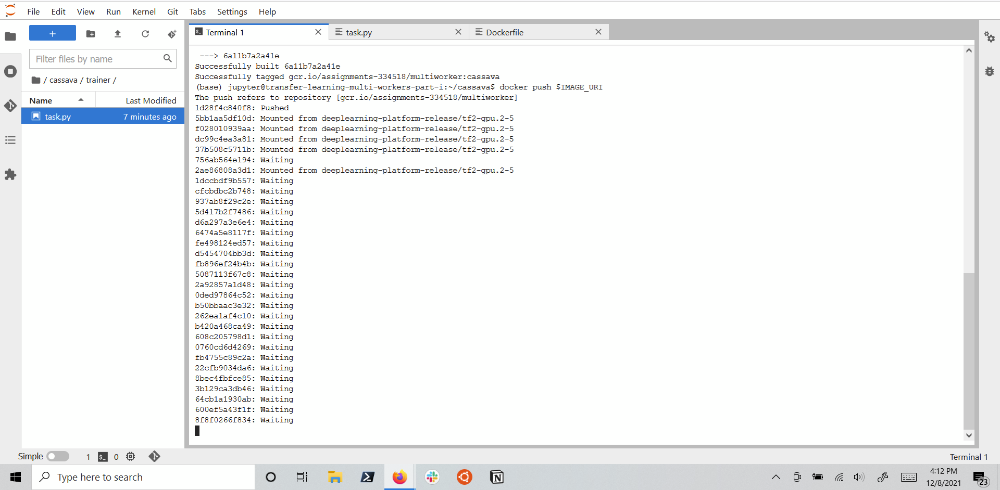 File Edit View Run Kernel Git Tabs Settings Help
+
Filter files by name
/ cassava / trainer /
Name Last Modified
task.py 7 minutes ago
Terminal 1 task.py Dockerfile
---> 6a11b7a2a41e
Successfully built 6a11b7a2a41e
Successfully tagged gcr.io/assignments-334518/multiworker:cassava
(base) jupyter@transfer-learning-multi-workers-part-i:~/cassava$ docker push $IMAGE_URI
The push refers to repository [gcr.io/assignments-334518/multiworker]
1d28f4c840f8: Pushed
5bb1aa5df10d: Mounted from deeplearning-platform-release/tf2-gpu.2-5
f028010939aa: Mounted from deeplearning-platform-release/tf2-gpu.2-5
dc99c4ea3a81: Mounted from deeplearning-platform-release/tf2-gpu.2-5
37b508c5711b: Mounted from deeplearning-platform-release/tf2-gpu.2-5
756ab564e194: Waiting
2ae86808a3d1: Mounted from deeplearning-platform-release/tf2-gpu.2-5
1dccbdf9b557: Waiting
cfcbdbc2b748: Waiting
937ab8f29c2e: Waiting
5d417b2f7486: Waiting
d6a297a3e6e4: Waiting
6474a5e8117f: Waiting
fe498124ed57: Waiting
d5454704bb3d: Waiting
fb896ef24b4b: Waiting
5087113f67c8: Waiting
2a92857a1d48: Waiting
0ded97864c52: Waiting
b50bbaac3e32: Waiting
262ea1af4c10: Waiting
b420a468ca49: Waiting
608c205798d1: Waiting
0760cd6d4269: Waiting
fb4755c89c2a: Waiting
22cfb9034da6: Waiting
8bec4fbfce85: Waiting
3b129ca3db46: Waiting
64cb1a1930ab: Waiting
600ef5a43f1f: Waiting
8f8f0266f834: Waiting
Simple 1 $_ 0 Terminal 1
Type here to search
4:12 PM
12/8/2021
23